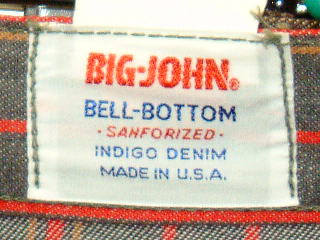 BIG-JOHN®
BELL-BOTTOM
- SANFORIZED -
INDIGO DENIM
MADE IN U.S.A.